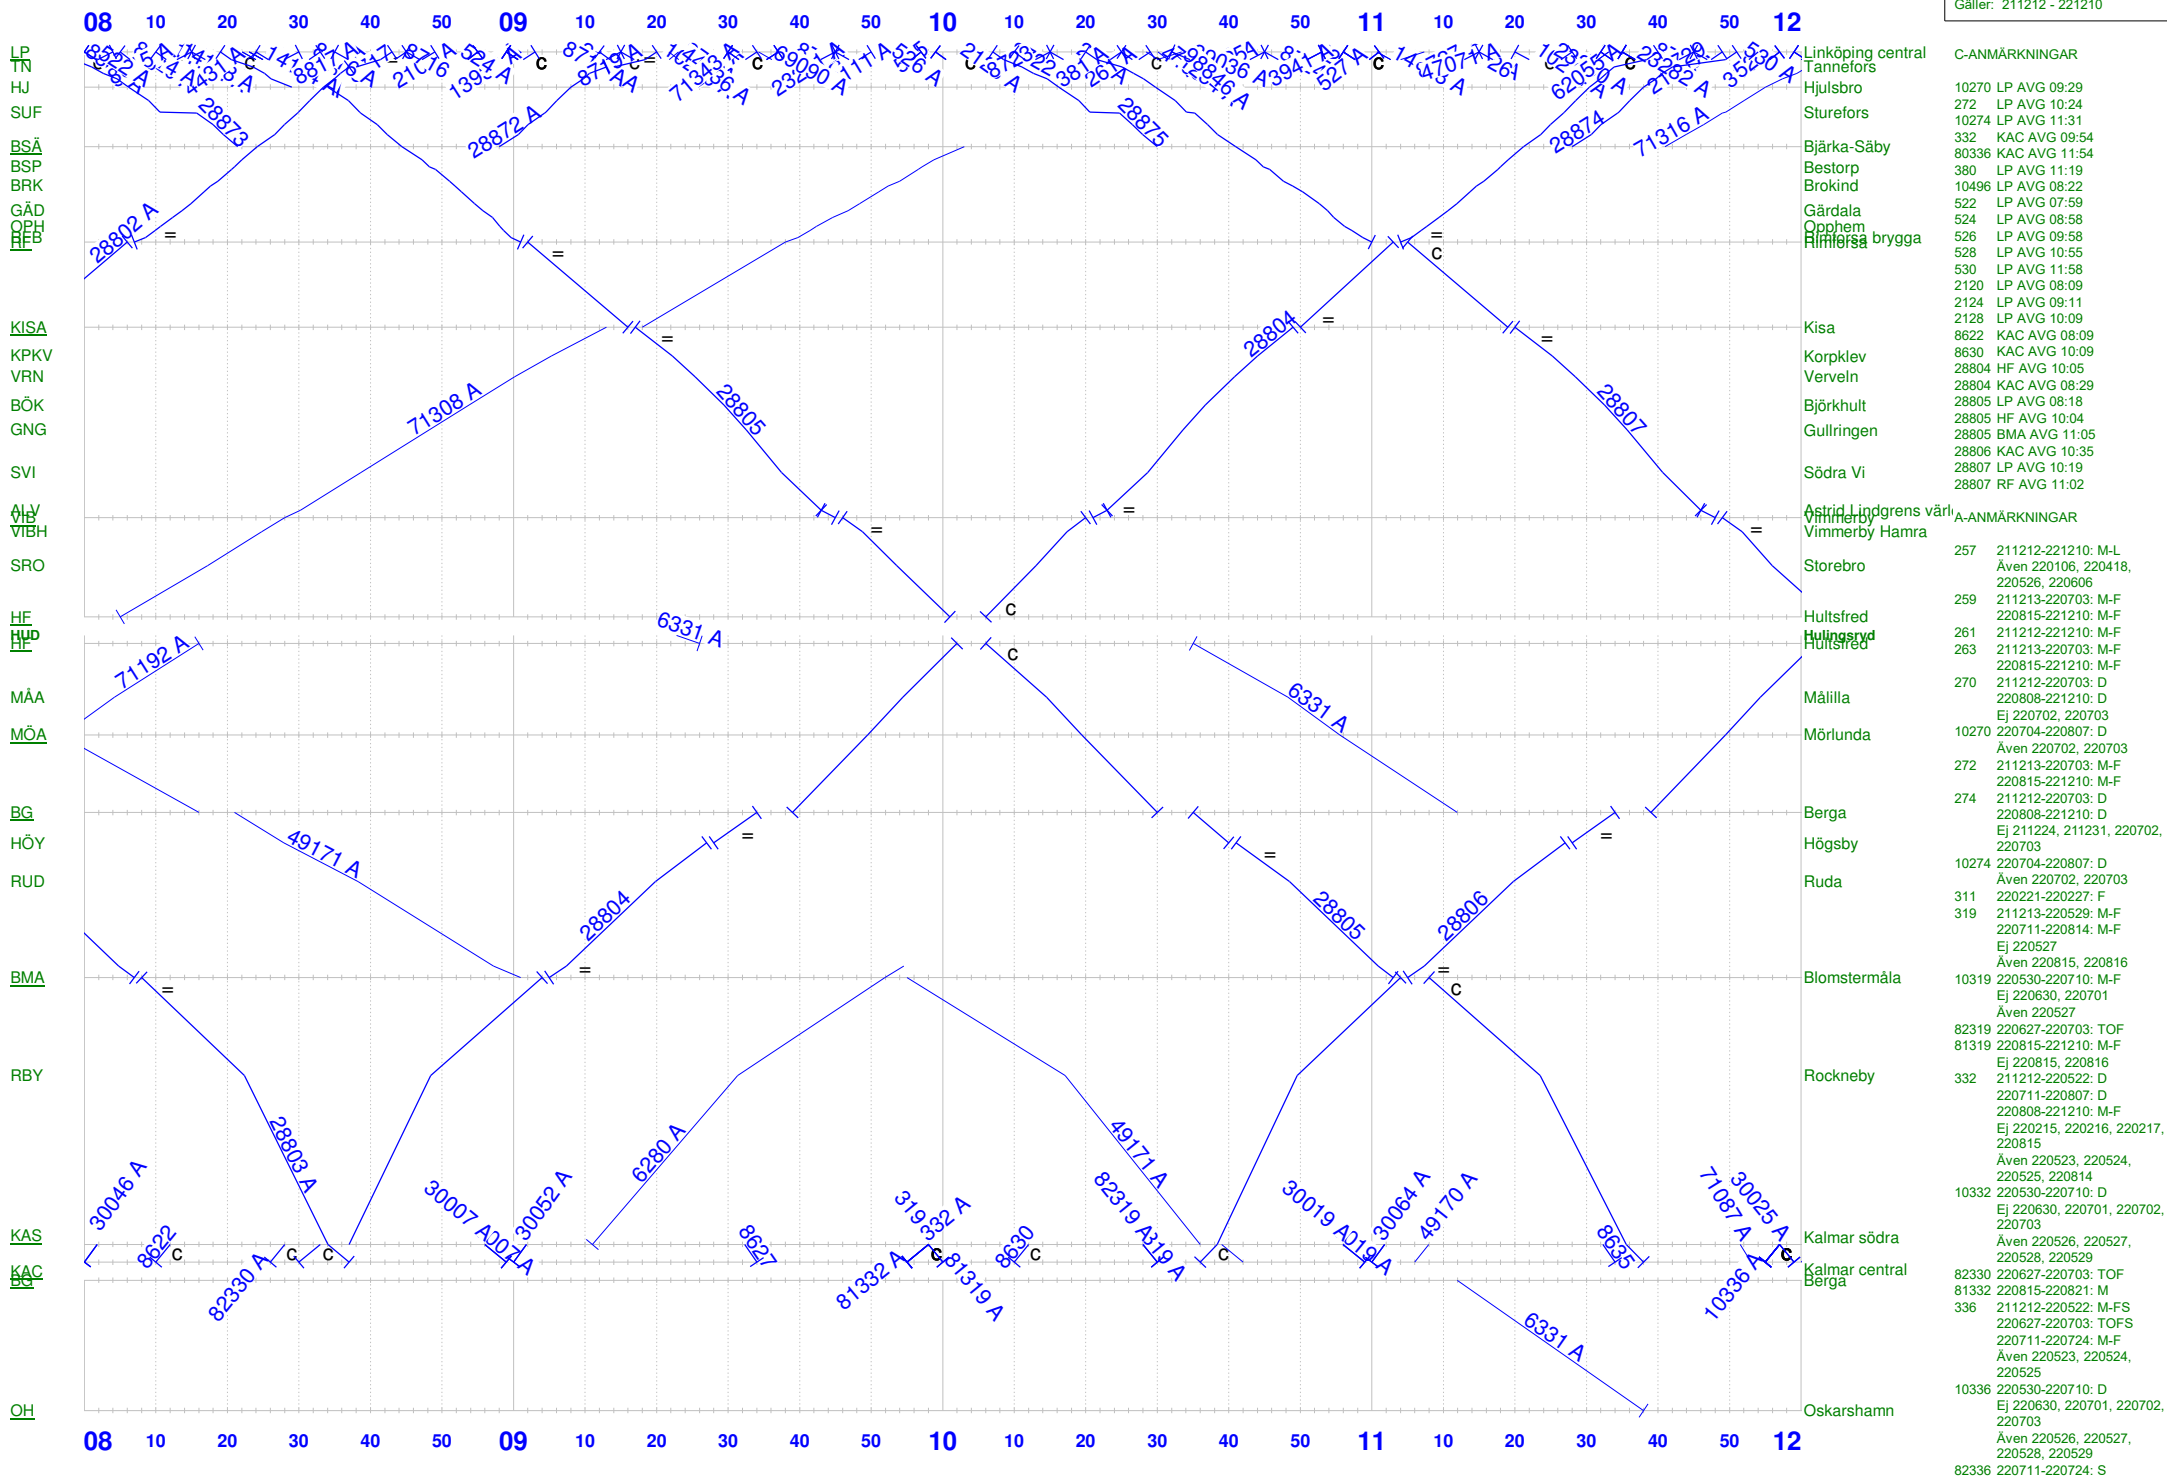 Gäller: 211212 - 221210
08 10 20 30 40 50 09 10 20 30 40 50 10 10 20 30 40 50 11 10 20 30 40 50 12
LP Linköping central
TN Tannefors
HJ Hjulsbro
SUF Sturefors
BSÄ Bjärka-Säby
BSP Bestorp
BRK Brokind
GÄD Gärdala
OPH Opphem
RFB Rimforsa brygga
RF Rimforsa
KISA Kisa
KPKV Korpklev
VRN Verveln
BÖK Björkhult
GNG Gullringen
SVI Södra Vi
ALV Astrid Lindgrens värl
VIB Vimmerby
VIBH Vimmerby Hamra
SRO Storebro
HF Hultsfred
HUD Hulingsryd
HF Hultsfred
MÅA Målilla
MÖA Mörlunda
BG Berga
HÖY Högsby
RUD Ruda
BMA Blomstermåla
RBY Rockneby
KAS Kalmar södra
KAC Kalmar central
BG Berga
OH Oskarshamn
28873
28872 A
28875
28874
71316 A
28802 A
71308 A
28805
28804
28807
71192 A
6331 A
6331 A
49171 A
28804
28805
28806
28803 A
6280 A
49171 A
30046 A
8622
82330 A
30007 A
30052 A
8627
319
332 A
81332 A
81319 A
8630
82319 A
319 A
30019 A
30064 A
49170 A
8635
71087 A
30025 A
10336 A
6331 A
08 10 20 30 40 50 09 10 20 30 40 50 10 10 20 30 40 50 11 10 20 30 40 50 12
C-ANMÄRKNINGAR
10270 LP AVG 09:29
272 LP AVG 10:24
10274 LP AVG 11:31
332 KAC AVG 09:54
80336 KAC AVG 11:54
380 LP AVG 11:19
10496 LP AVG 08:22
522 LP AVG 07:59
524 LP AVG 08:58
526 LP AVG 09:58
528 LP AVG 10:55
530 LP AVG 11:58
2120 LP AVG 08:09
2124 LP AVG 09:11
2128 LP AVG 10:09
8622 KAC AVG 08:09
8630 KAC AVG 10:09
28804 HF AVG 10:05
28804 KAC AVG 08:29
28805 LP AVG 08:18
28805 HF AVG 10:04
28805 BMA AVG 11:05
28806 KAC AVG 10:35
28807 LP AVG 10:19
28807 RF AVG 11:02
A-ANMÄRKNINGAR
257 211212-221210: M-L
Även 220106, 220418,
220526, 220606
259 211213-220703: M-F
220815-221210: M-F
261 211212-221210: M-F
263 211213-220703: M-F
220815-221210: M-F
270 211212-220703: D
220808-221210: D
Ej 220702, 220703
10270 220704-220807: D
Även 220702, 220703
272 211213-220703: M-F
220815-221210: M-F
274 211212-220703: D
220808-221210: D
Ej 211224, 211231, 220702,
220703
10274 220704-220807: D
Även 220702, 220703
311 220221-220227: F
319 211213-220529: M-F
220711-220814: M-F
Ej 220527
Även 220815, 220816
10319 220530-220710: M-F
Ej 220630, 220701
Även 220527
82319 220627-220703: TOF
81319 220815-221210: M-F
Ej 220815, 220816
332 211212-220522: D
220711-220807: D
220808-221210: M-F
Ej 220215, 220216, 220217,
220815
Även 220523, 220524,
220525, 220814
10332 220530-220710: D
Ej 220630, 220701, 220702,
220703
Även 220526, 220527,
220528, 220529
82330 220627-220703: TOF
81332 220815-220821: M
336 211212-220522: M-FS
220627-220703: TOFS
220711-220724: M-F
Även 220523, 220524,
220525
10336 220530-220710: D
Ej 220630, 220701, 220702,
220703
Även 220526, 220527,
220528, 220529
82336 220711-220724: S